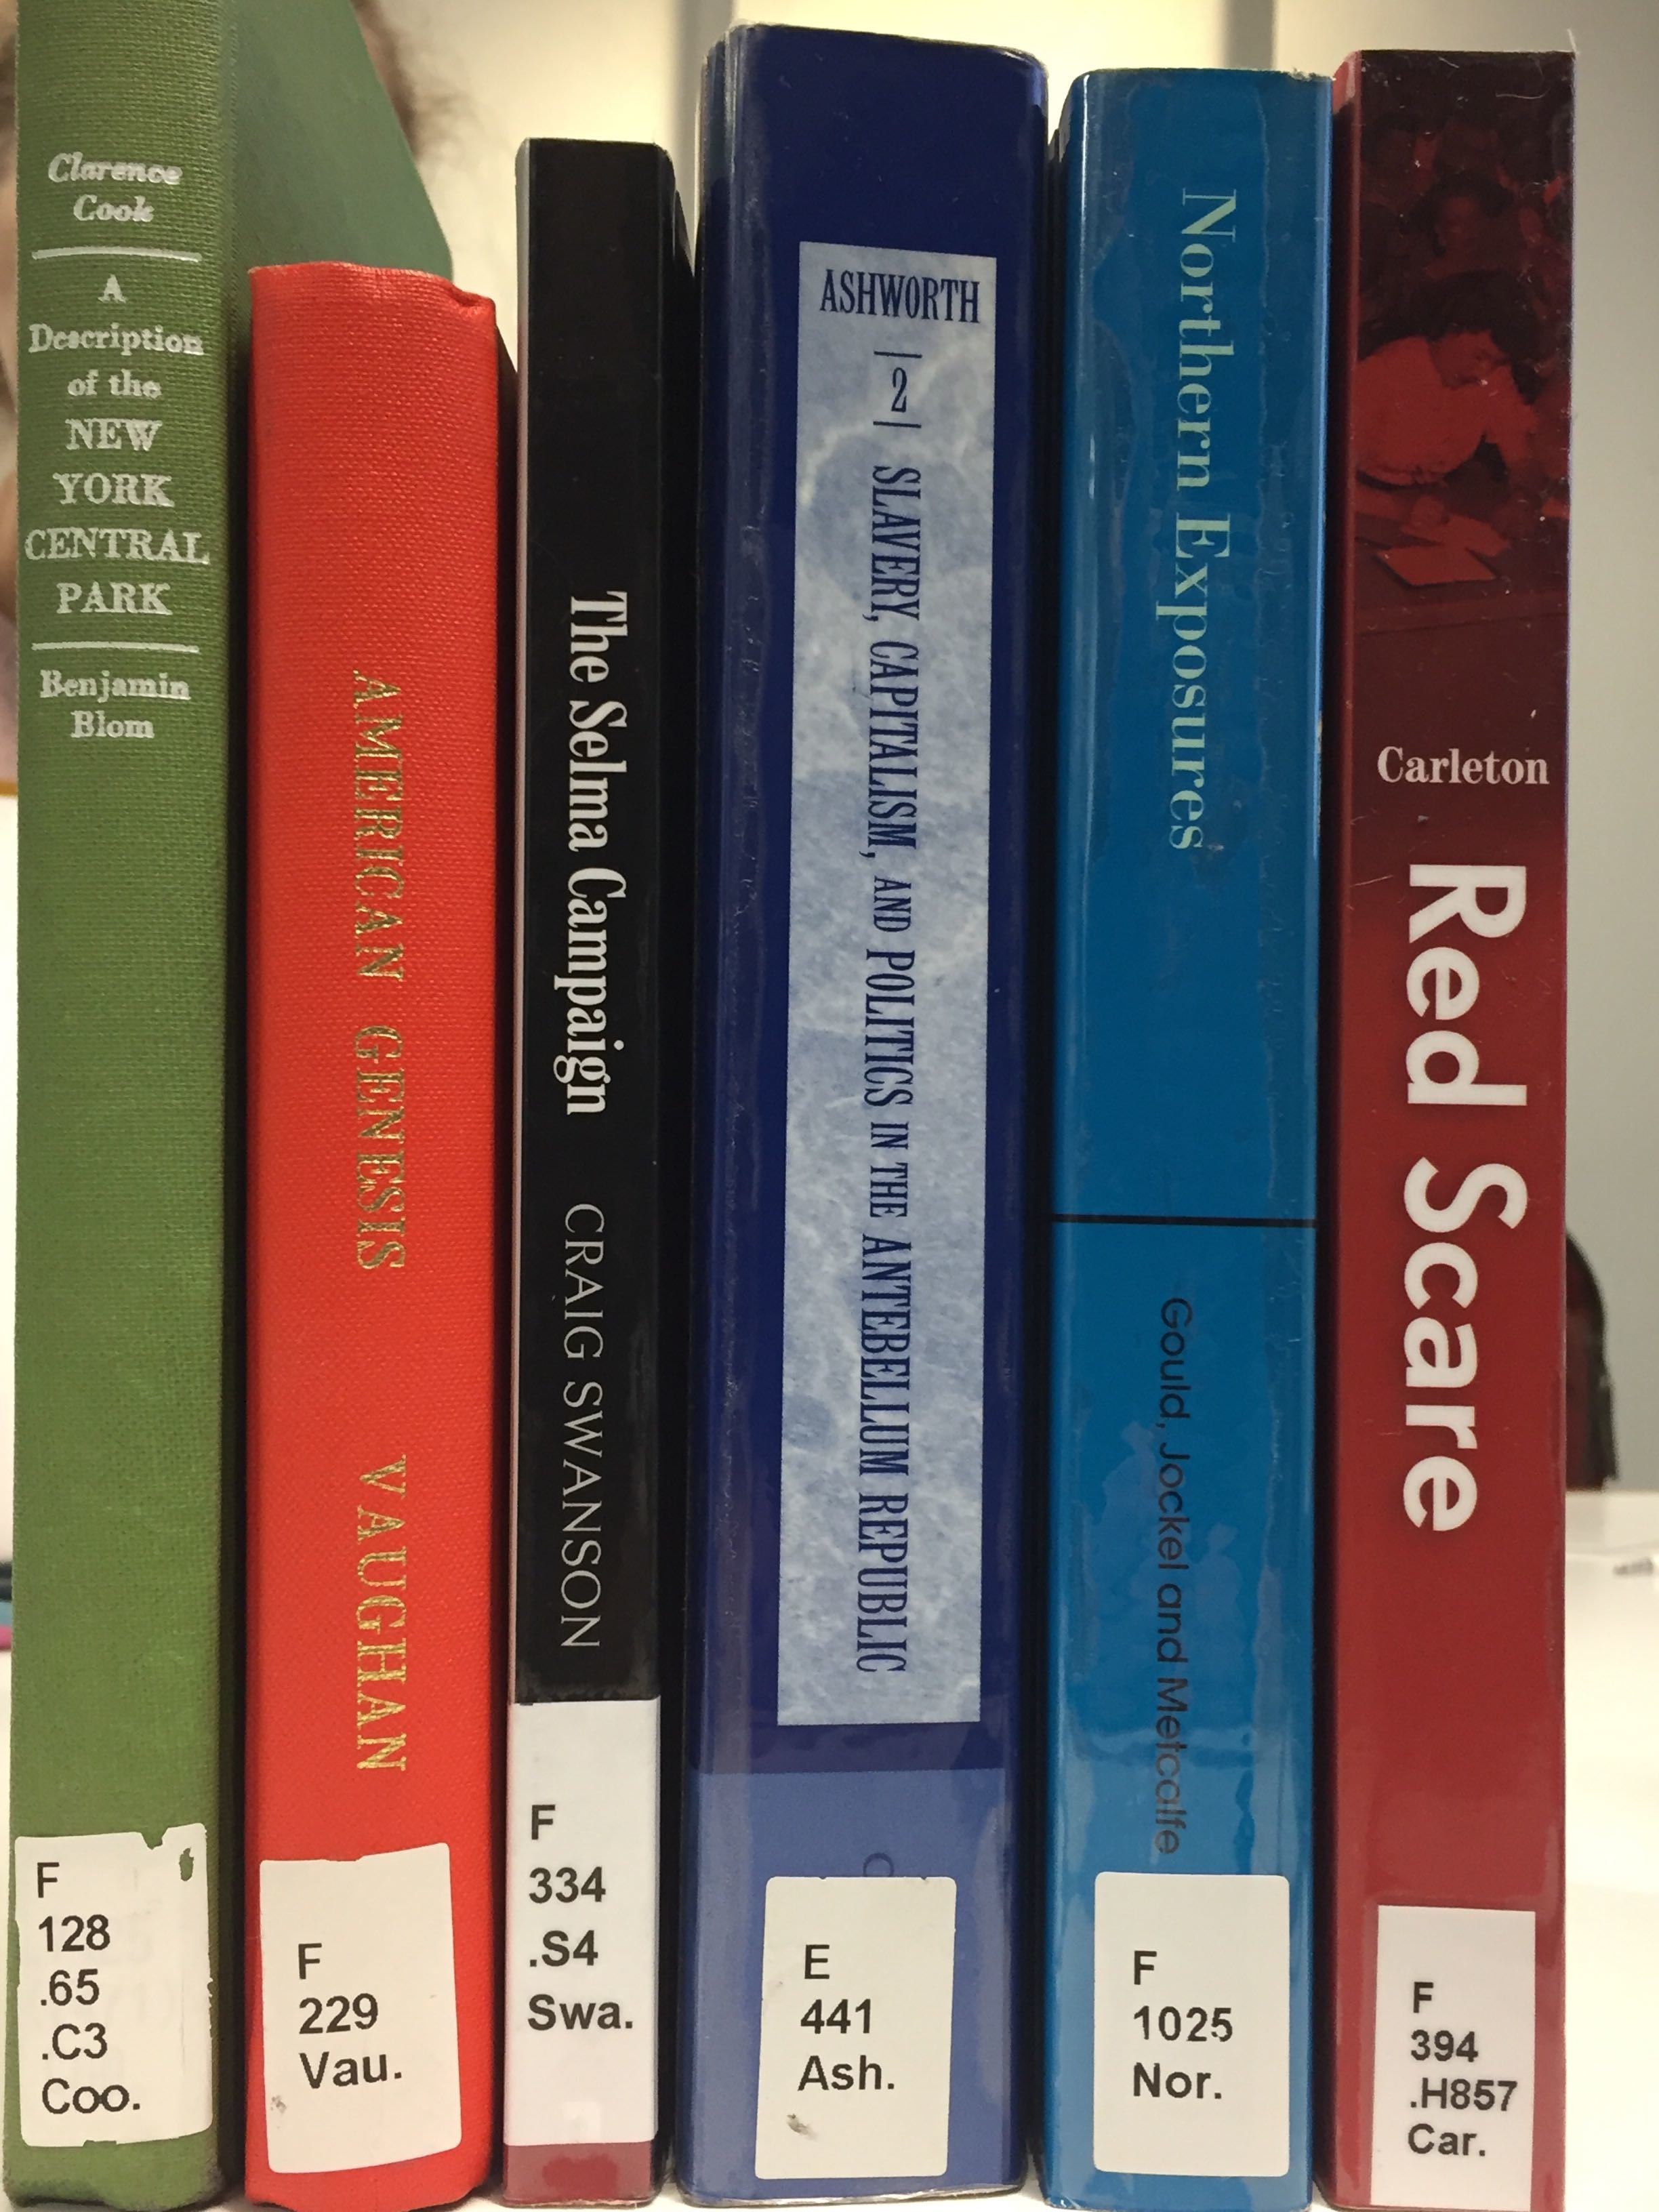 Clarence
Cook
A
Description
of the
NEW
YORK
CENTRAL
PARK
Benjamin
Blom
F
128
.65
.C3
Coo.
AMERICAN GENESIS VAUGHAN
F
229
Vau.
The Selma Campaign CRAIG SWANSON
F
334
.S4
Swa.
ASHWORTH
2
SLAVERY, CAPITALISM, AND POLITICS IN THE ANTEBELLUM REPUBLIC
E
441
Ash.
Northern Exposures
Gould, Jockel and Metcalfe
F
1025
Nor.
Carleton
Red Scare
F
394
.H857
Car.